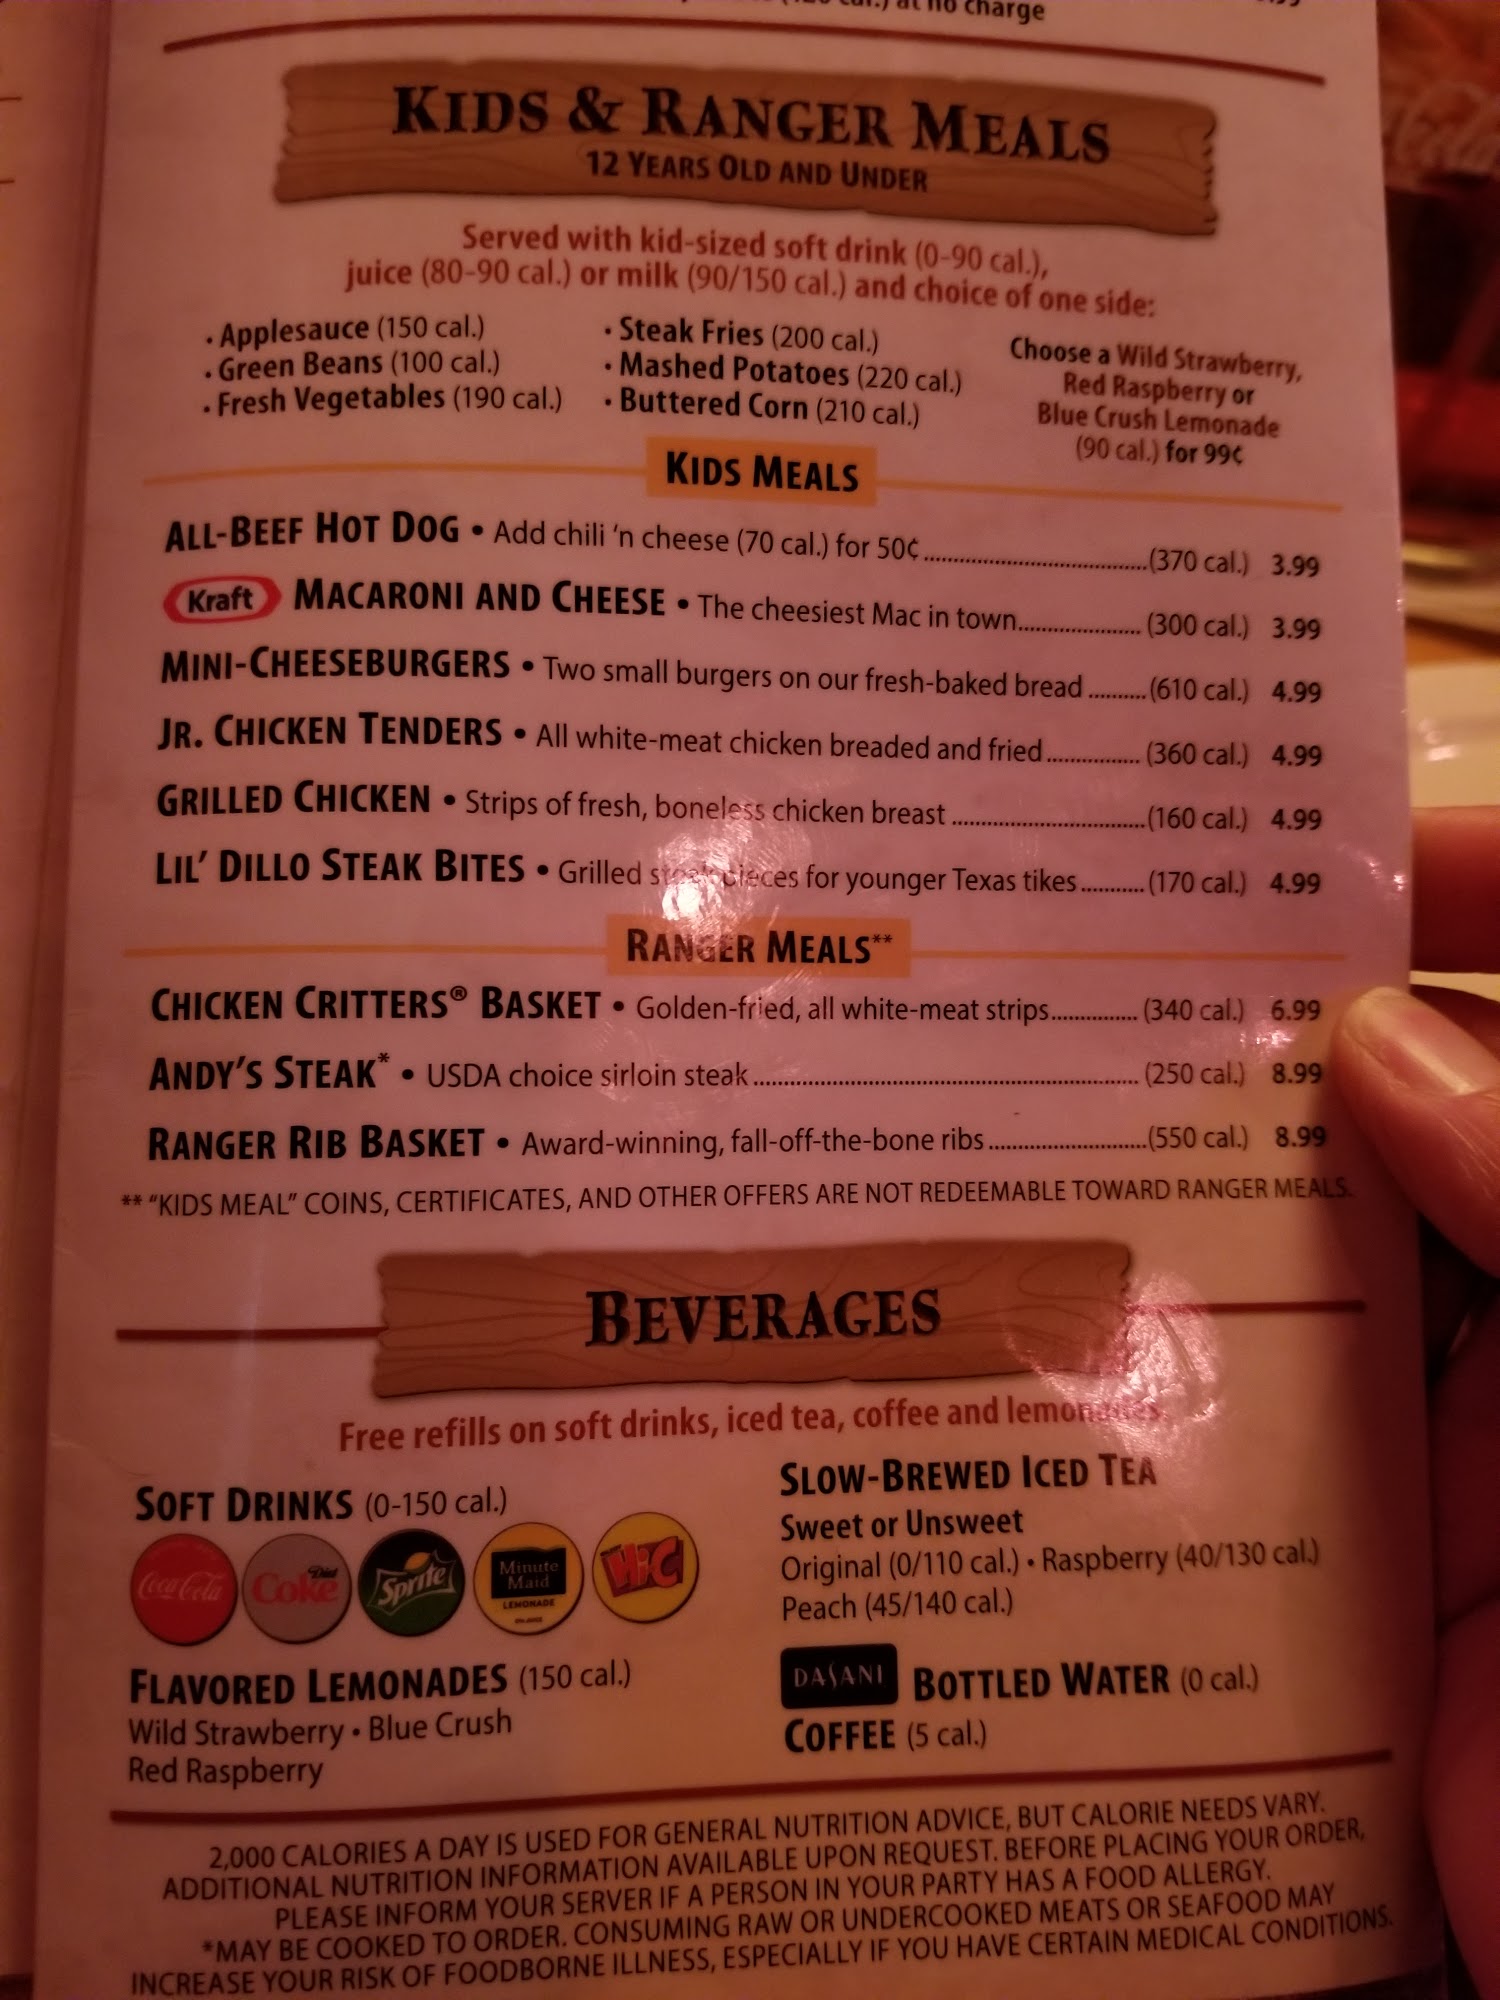 at no charge
KIDS & RANGER MEALS
12 YEARS OLD AND UNDER
Served with kid-sized soft drink (0-90 cal.),
juice (80-90 cal.) or milk (90/150 cal.) and choice of one side:
• Applesauce (150 cal.)
• Green Beans (100 cal.)
• Fresh Vegetables (190 cal.)
• Steak Fries (200 cal.)
• Mashed Potatoes (220 cal.)
• Buttered Corn (210 cal.)
Choose a Wild Strawberry,
Red Raspberry or
Blue Crush Lemonade
(90 cal.) for 99¢
KIDS MEALS
ALL-BEEF HOT DOG • Add chili 'n cheese (70 cal.) for 50¢ (370 cal.) 3.99
Kraft MACARONI AND CHEESE • The cheesiest Mac in town (300 cal.) 3.99
MINI-CHEESEBURGERS • Two small burgers on our fresh-baked bread (610 cal.) 4.99
JR. CHICKEN TENDERS • All white-meat chicken breaded and fried (360 cal.) 4.99
GRILLED CHICKEN • Strips of fresh, boneless chicken breast (160 cal.) 4.99
LIL' DILLO STEAK BITES • Grilled steak pieces for younger Texas tikes (170 cal.) 4.99
RANGER MEALS**
CHICKEN CRITTERS® BASKET • Golden-fried, all white-meat strips (340 cal.) 6.99
ANDY'S STEAK* • USDA choice sirloin steak (250 cal.) 8.99
RANGER RIB BASKET • Award-winning, fall-off-the-bone ribs (550 cal.) 8.99
** "KIDS MEAL" COINS, CERTIFICATES, AND OTHER OFFERS ARE NOT REDEEMABLE TOWARD RANGER MEALS.
BEVERAGES
Free refills on soft drinks, iced tea, coffee and lemonades.
SOFT DRINKS (0-150 cal.)
Coca-Cola
Diet Coke
Sprite
Minute
Maid
LEMONADE
Hi-C
FLAVORED LEMONADES (150 cal.)
Wild Strawberry • Blue Crush
Red Raspberry
SLOW-BREWED ICED TEA
Sweet or Unsweet
Original (0/110 cal.) • Raspberry (40/130 cal.)
Peach (45/140 cal.)
DASANI BOTTLED WATER (0 cal.)
COFFEE (5 cal.)
2,000 CALORIES A DAY IS USED FOR GENERAL NUTRITION ADVICE, BUT CALORIE NEEDS VARY.
ADDITIONAL NUTRITION INFORMATION AVAILABLE UPON REQUEST. BEFORE PLACING YOUR ORDER,
PLEASE INFORM YOUR SERVER IF A PERSON IN YOUR PARTY HAS A FOOD ALLERGY.
*MAY BE COOKED TO ORDER. CONSUMING RAW OR UNDERCOOKED MEATS OR SEAFOOD MAY
INCREASE YOUR RISK OF FOODBORNE ILLNESS, ESPECIALLY IF YOU HAVE CERTAIN MEDICAL CONDITIONS.